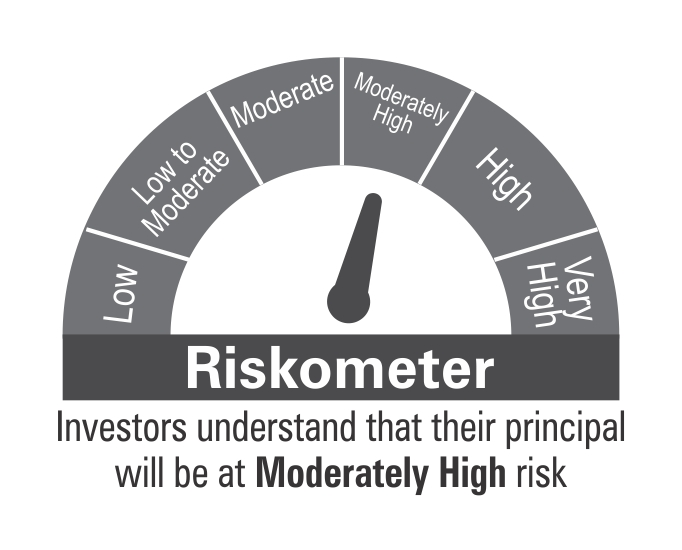 Low
Low to
Moderate
Moderate
Moderately
High
High
Very
High
Riskometer
Investors understand that their principal
will be at Moderately High risk